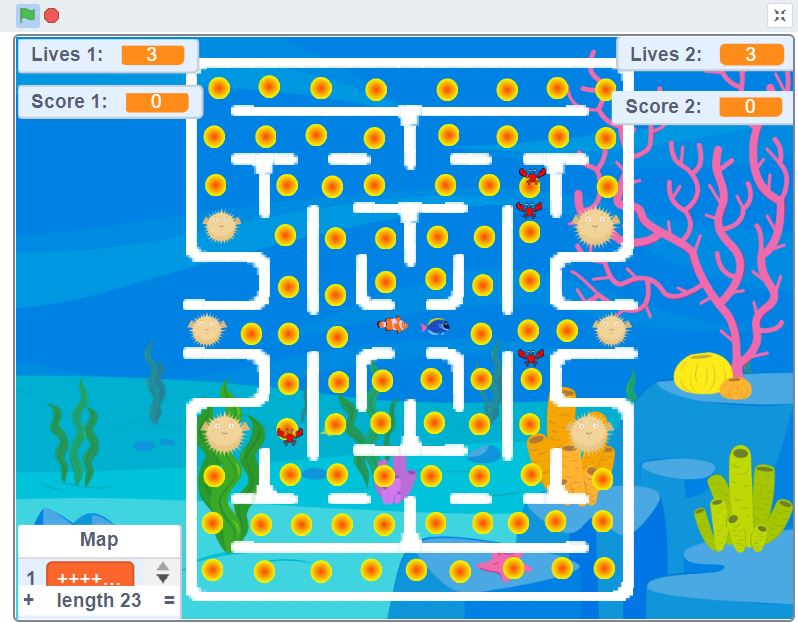 Lives 1: 3
Lives 2: 3
Score 1: 0
Score 2: 0
Map
1 ++++...
+ length 23 =